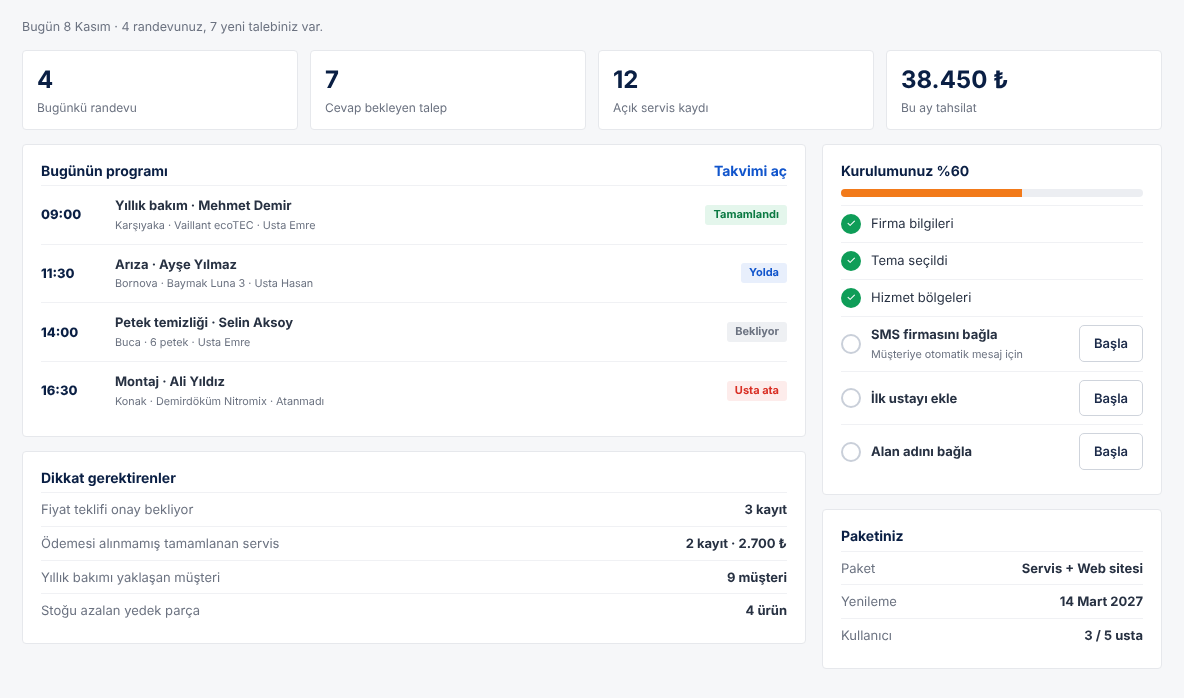 Bugün 8 Kasım · 4 randevunuz, 7 yeni talebiniz var.
4
Bugünkü randevu
7
Cevap bekleyen talep
12
Açık servis kaydı
38.450 ₺
Bu ay tahsilat
Bugünün programı
Takvimi aç
09:00
Yıllık bakım · Mehmet Demir
Karşıyaka · Vaillant ecoTEC · Usta Emre
Tamamlandı
11:30
Arıza · Ayşe Yılmaz
Bornova · Baymak Luna 3 · Usta Hasan
Yolda
14:00
Petek temizliği · Selin Aksoy
Buca · 6 petek · Usta Emre
Bekliyor
16:30
Montaj · Ali Yıldız
Konak · Demirdöküm Nitromix · Atanmadı
Usta ata
Dikkat gerektirenler
Fiyat teklifi onay bekliyor
3 kayıt
Ödemesi alınmamış tamamlanan servis
2 kayıt · 2.700 ₺
Yıllık bakımı yaklaşan müşteri
9 müşteri
Stoğu azalan yedek parça
4 ürün
Kurulumunuz %60
Firma bilgileri
Tema seçildi
Hizmet bölgeleri
SMS firmasını bağla
Müşteriye otomatik mesaj için
Başla
İlk ustayı ekle
Başla
Alan adını bağla
Başla
Paketiniz
Paket
Servis + Web sitesi
Yenileme
14 Mart 2027
Kullanıcı
3 / 5 usta